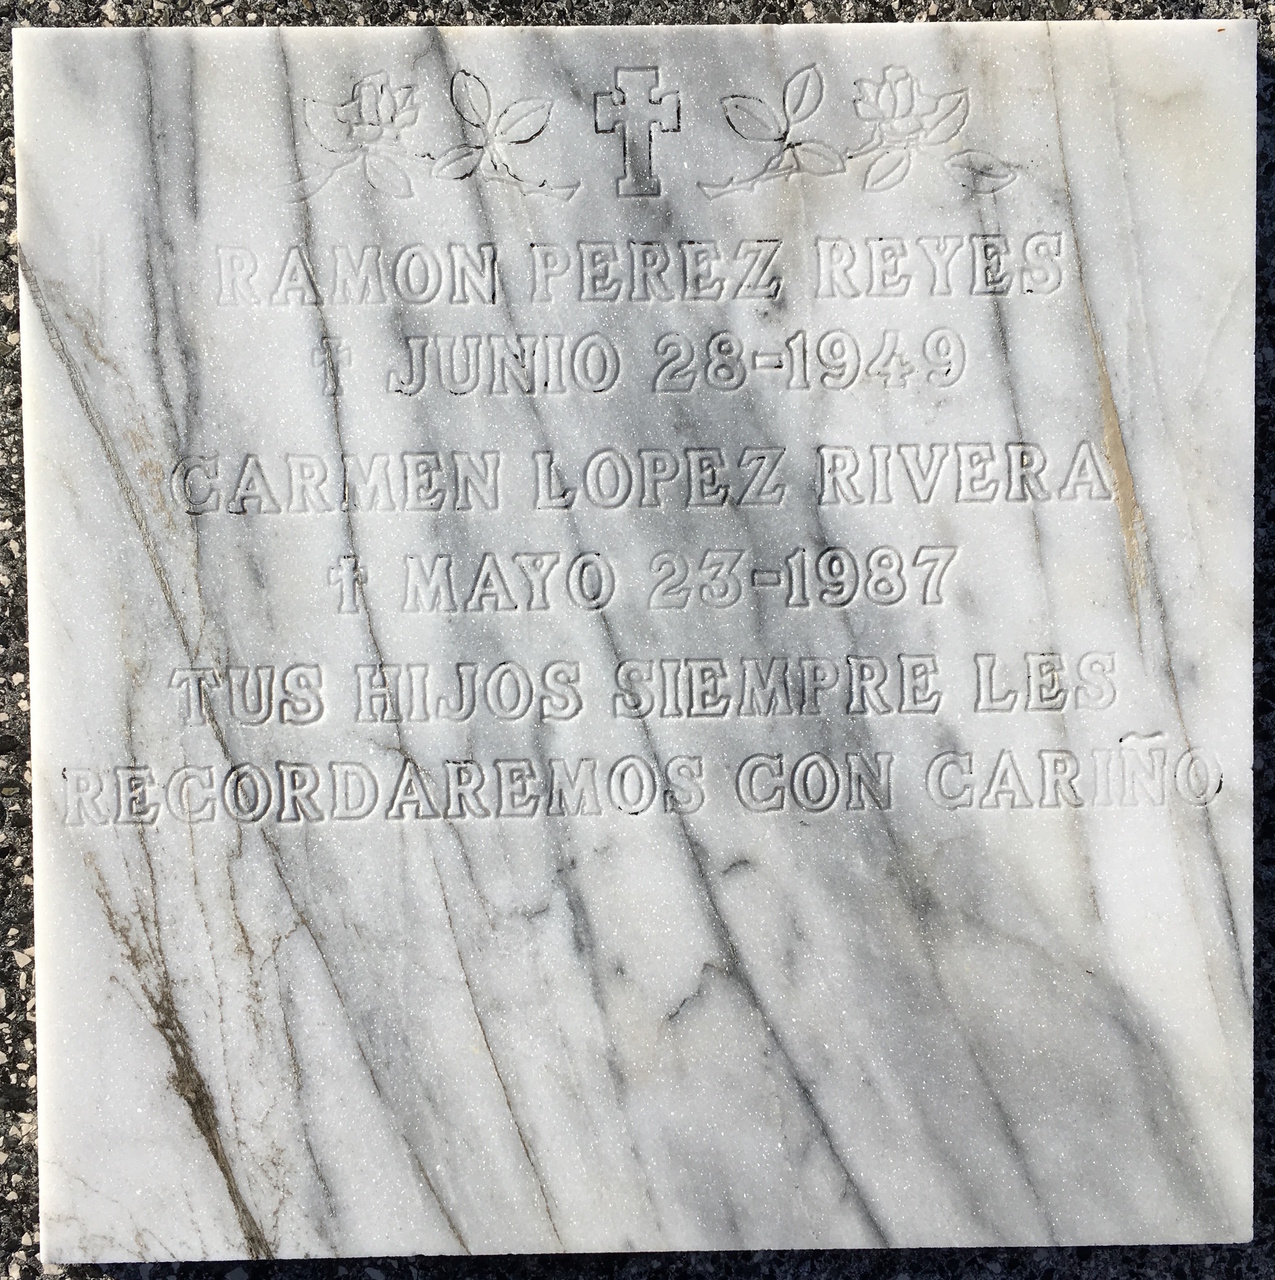 RAMON PEREZ REYES
† JUNIO 28-1949
CARMEN LOPEZ RIVERA
† MAYO 23-1987
TUS HIJOS SIEMPRE LES
RECORDAREMOS CON CARIÑO